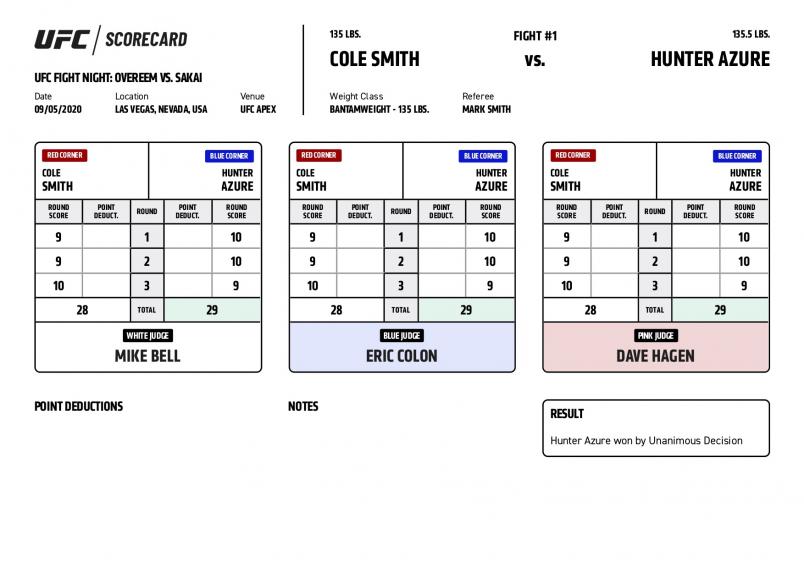 UFC / SCORECARD
UFC FIGHT NIGHT: OVEREEM VS. SAKAI
Date Location Venue
09/05/2020 LAS VEGAS, NEVADA, USA UFC APEX
135 LBS. FIGHT #1 135.5 LBS.
COLE SMITH VS. HUNTER AZURE
Weight Class Referee
BANTAMWEIGHT - 135 LBS. MARK SMITH
RED CORNER BLUE CORNER
COLE HUNTER
SMITH AZURE
ROUND SCORE POINT DEDUCT. ROUND POINT DEDUCT. ROUND SCORE
9 1 10
9 2 10
10 3 9
28 TOTAL 29
WHITE JUDGE
MIKE BELL
RED CORNER BLUE CORNER
COLE HUNTER
SMITH AZURE
ROUND SCORE POINT DEDUCT. ROUND POINT DEDUCT. ROUND SCORE
9 1 10
9 2 10
10 3 9
28 TOTAL 29
BLUE JUDGE
ERIC COLON
RED CORNER BLUE CORNER
COLE HUNTER
SMITH AZURE
ROUND SCORE POINT DEDUCT. ROUND POINT DEDUCT. ROUND SCORE
9 1 10
9 2 10
10 3 9
28 TOTAL 29
PINK JUDGE
DAVE HAGEN
POINT DEDUCTIONS
NOTES
RESULT
Hunter Azure won by Unanimous Decision